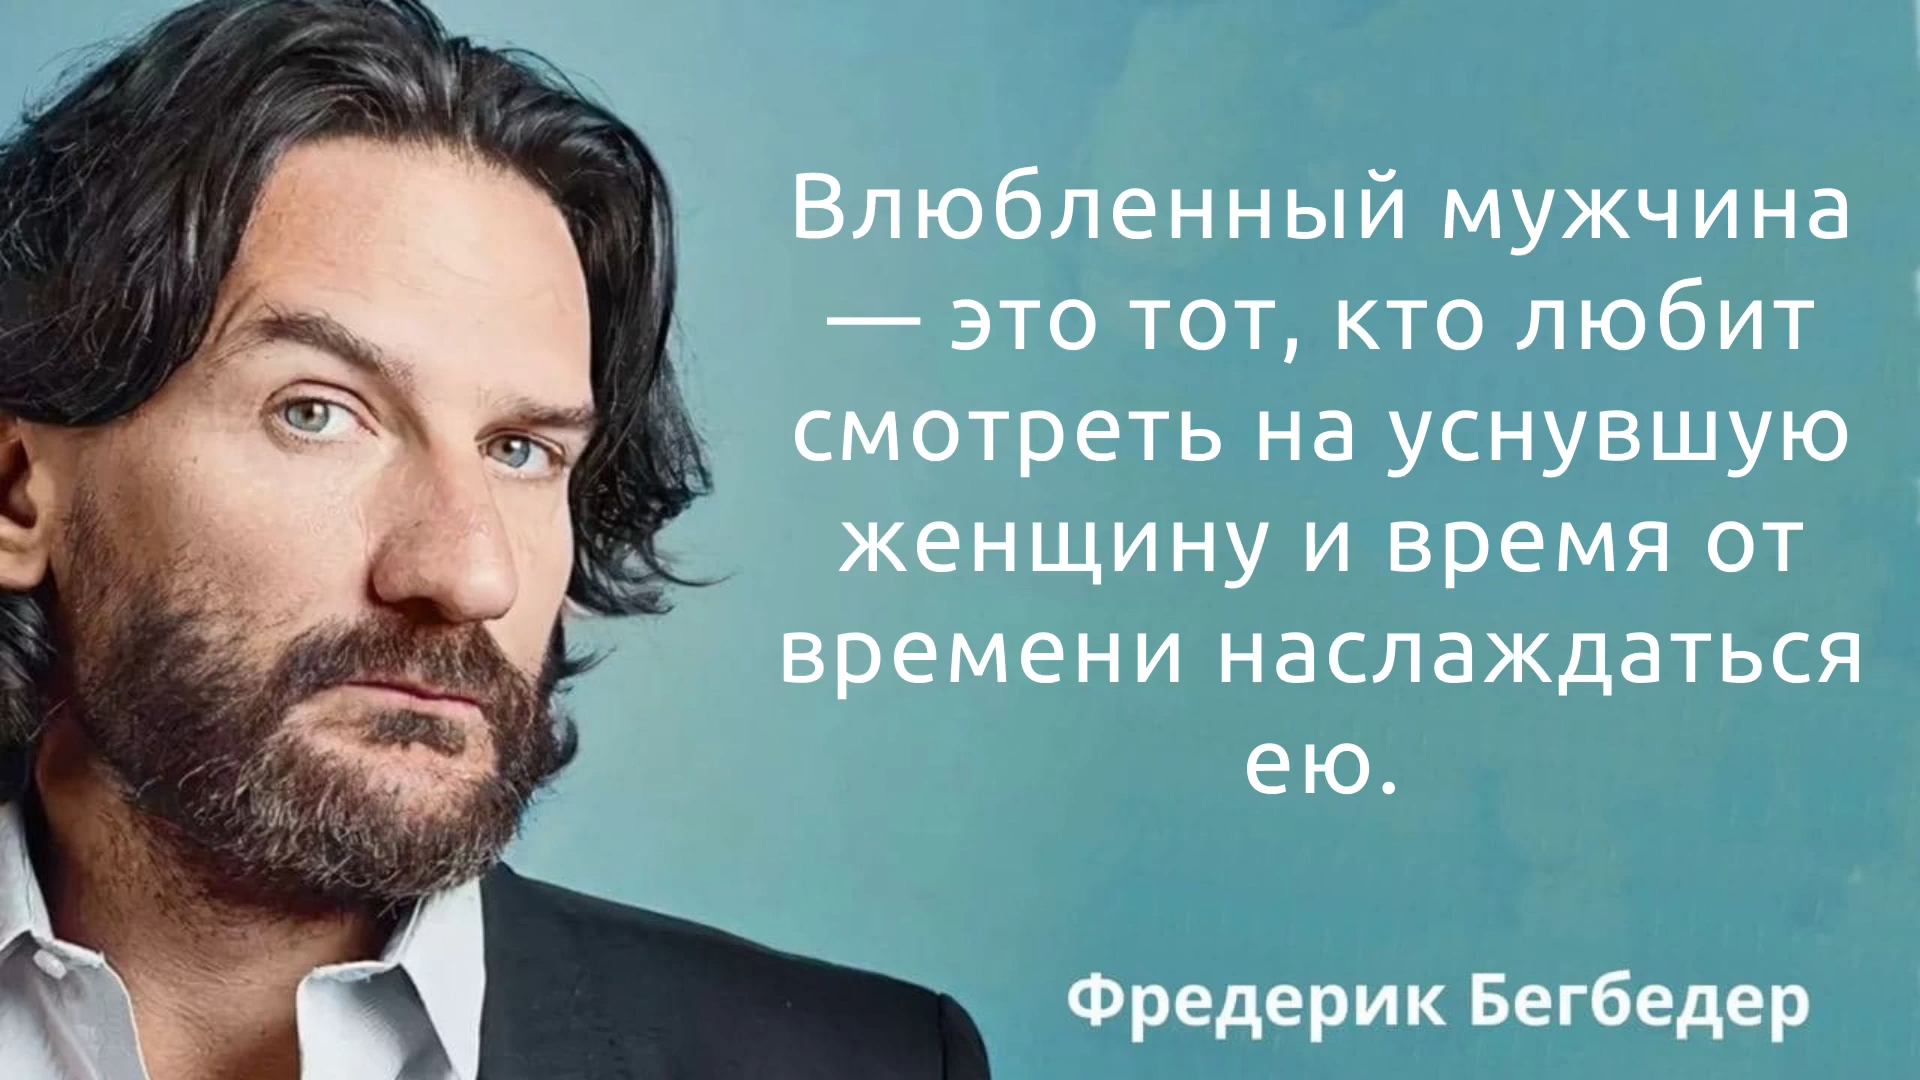 Влюбленный мужчина
— это тот, кто любит
смотреть на уснувшую
женщину и время от
времени наслаждаться
ею.
Фредерик Бегбедер